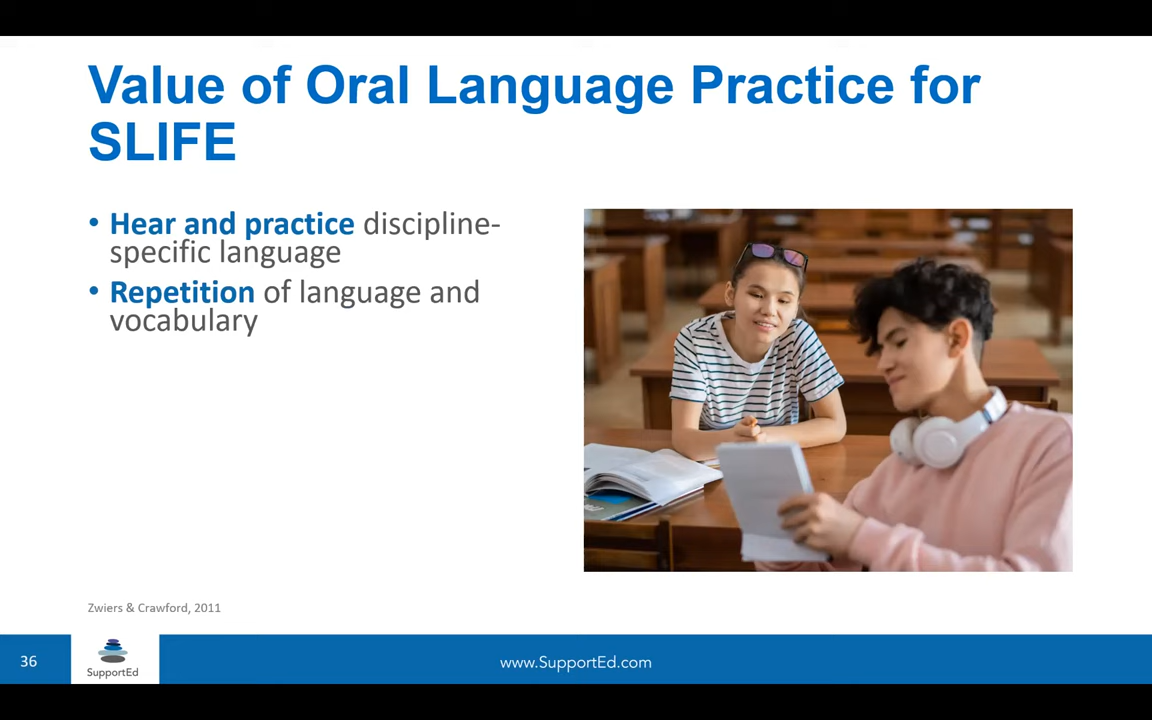 Value of Oral Language Practice for
SLIFE
• Hear and practice discipline-
specific language
• Repetition of language and
vocabulary
Zwiers & Crawford, 2011
36
SupportEd
www.SupportEd.com